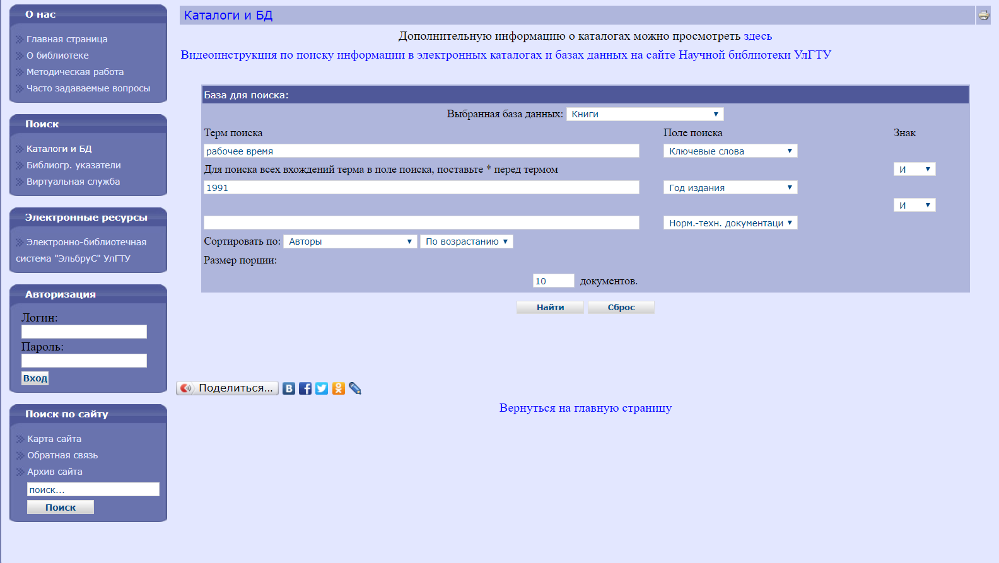 О нас
Главная страница
О библиотеке
Методическая работа
Часто задаваемые вопросы
Поиск
Каталоги и БД
Библиогр. указатели
Виртуальная служба
Электронные ресурсы
Электронно-библиотечная
система "ЭльбруС" УлГТУ
Авторизация
Логин:
Пароль:
Вход
Поиск по сайту
Карта сайта
Обратная связь
Архив сайта
поиск...
Поиск
Каталоги и БД
Дополнительную информацию о каталогах можно просмотреть здесь
Видеоинструкция по поиску информации в электронных каталогах и базах данных на сайте Научной библиотеки УлГТУ
База для поиска:
Выбранная база данных: Книги
Терм поиска Поле поиска Знак
рабочее время Ключевые слова
Для поиска всех вхождений терма в поле поиска, поставьте * перед термом И
1991 Год издания
И
Норм.-техн. документаци
Сортировать по: Авторы По возрастанию
Размер порции:
10 документов.
Найти Сброс
Поделиться...
Вернуться на главную страницу